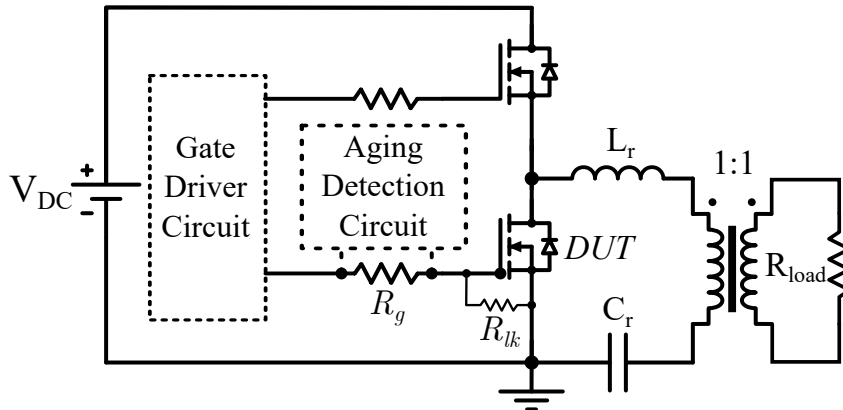 Gate
Driver
Circuit
Aging
Detection
Circuit
V_DC
+
-
R_g
R_lk
DUT
L_r
C_r
1:1
R_load